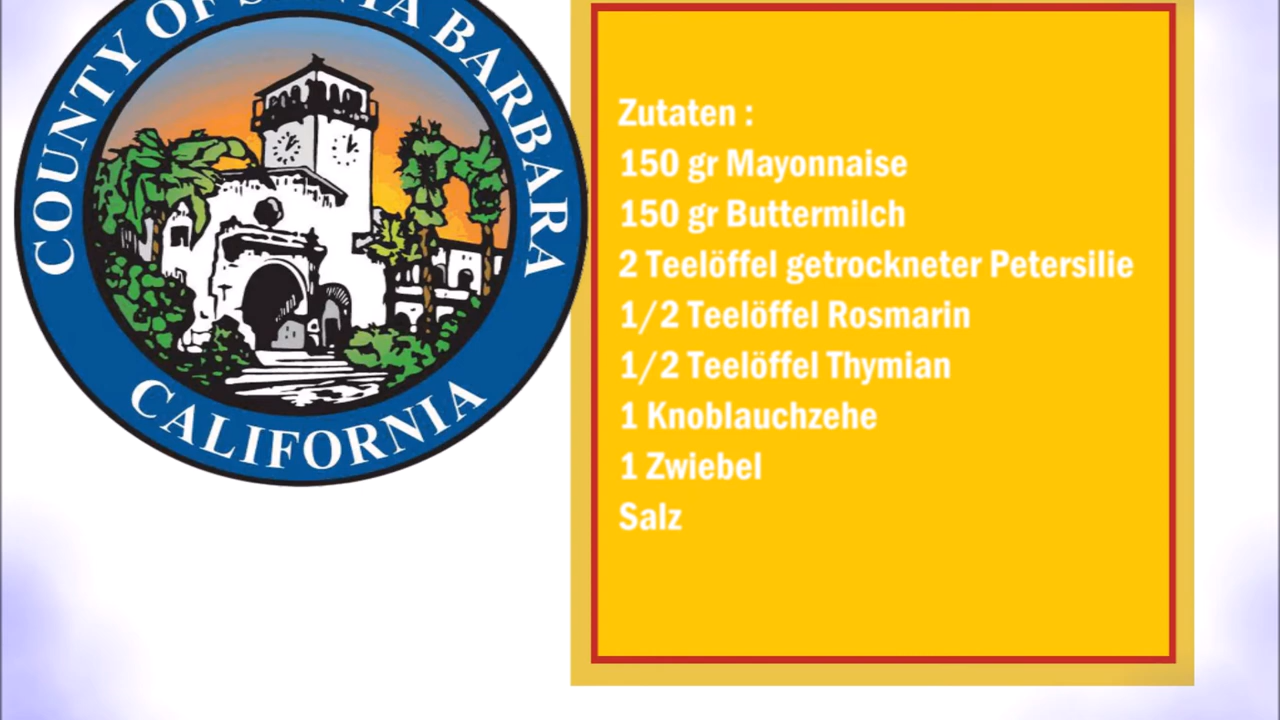 COUNTY OF SANTA BARBARA
CALIFORNIA
Zutaten :
150 gr Mayonnaise
150 gr Buttermilch
2 Teelöffel getrockneter Petersilie
1/2 Teelöffel Rosmarin
1/2 Teelöffel Thymian
1 Knoblauchzehe
1 Zwiebel
Salz